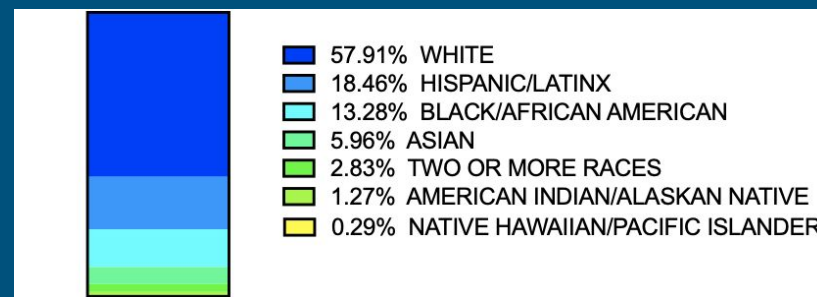 57.91% WHITE
18.46% HISPANIC/LATINX
13.28% BLACK/AFRICAN AMERICAN
5.96% ASIAN
2.83% TWO OR MORE RACES
1.27% AMERICAN INDIAN/ALASKAN NATIVE
0.29% NATIVE HAWAIIAN/PACIFIC ISLANDER